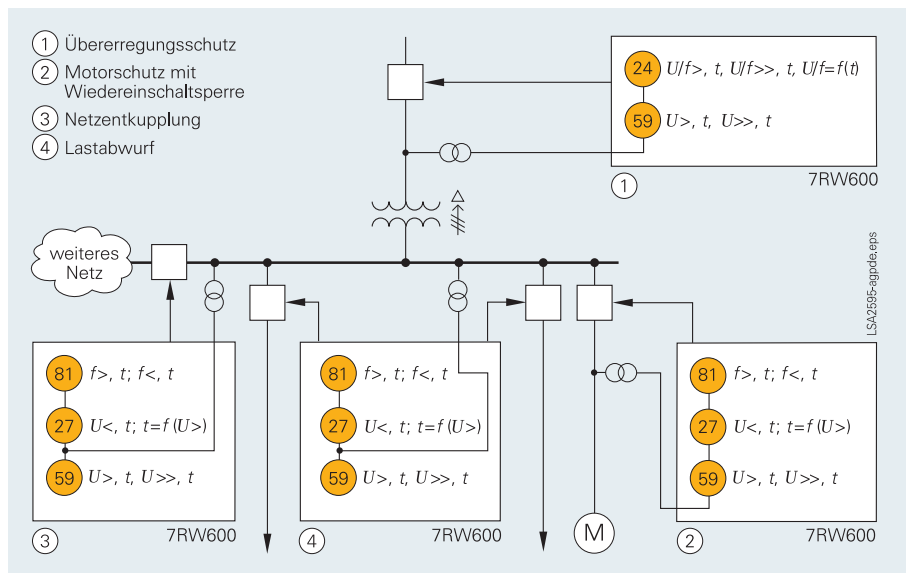 1 Übererregungsschutz
2 Motorschutz mit
Wiedereinschaltsperre
3 Netzentkupplung
4 Lastabwurf
24 U/f>, t, U/f>>, t, U/f=f(t)
59 U>, t, U>>, t
1 7RW600
weiteres
Netz
LSA2595-agpde.eps
81 f>, t; f<, t
27 U<, t; t=f(U>)
59 U>, t, U>>, t
3 7RW600
81 f>, t; f<, t
27 U<, t; t=f(U>)
59 U>, t, U>>, t
4 7RW600
M
81 f>, t; f<, t
27 U<, t; t=f(U>)
59 U>, t, U>>, t
2 7RW600